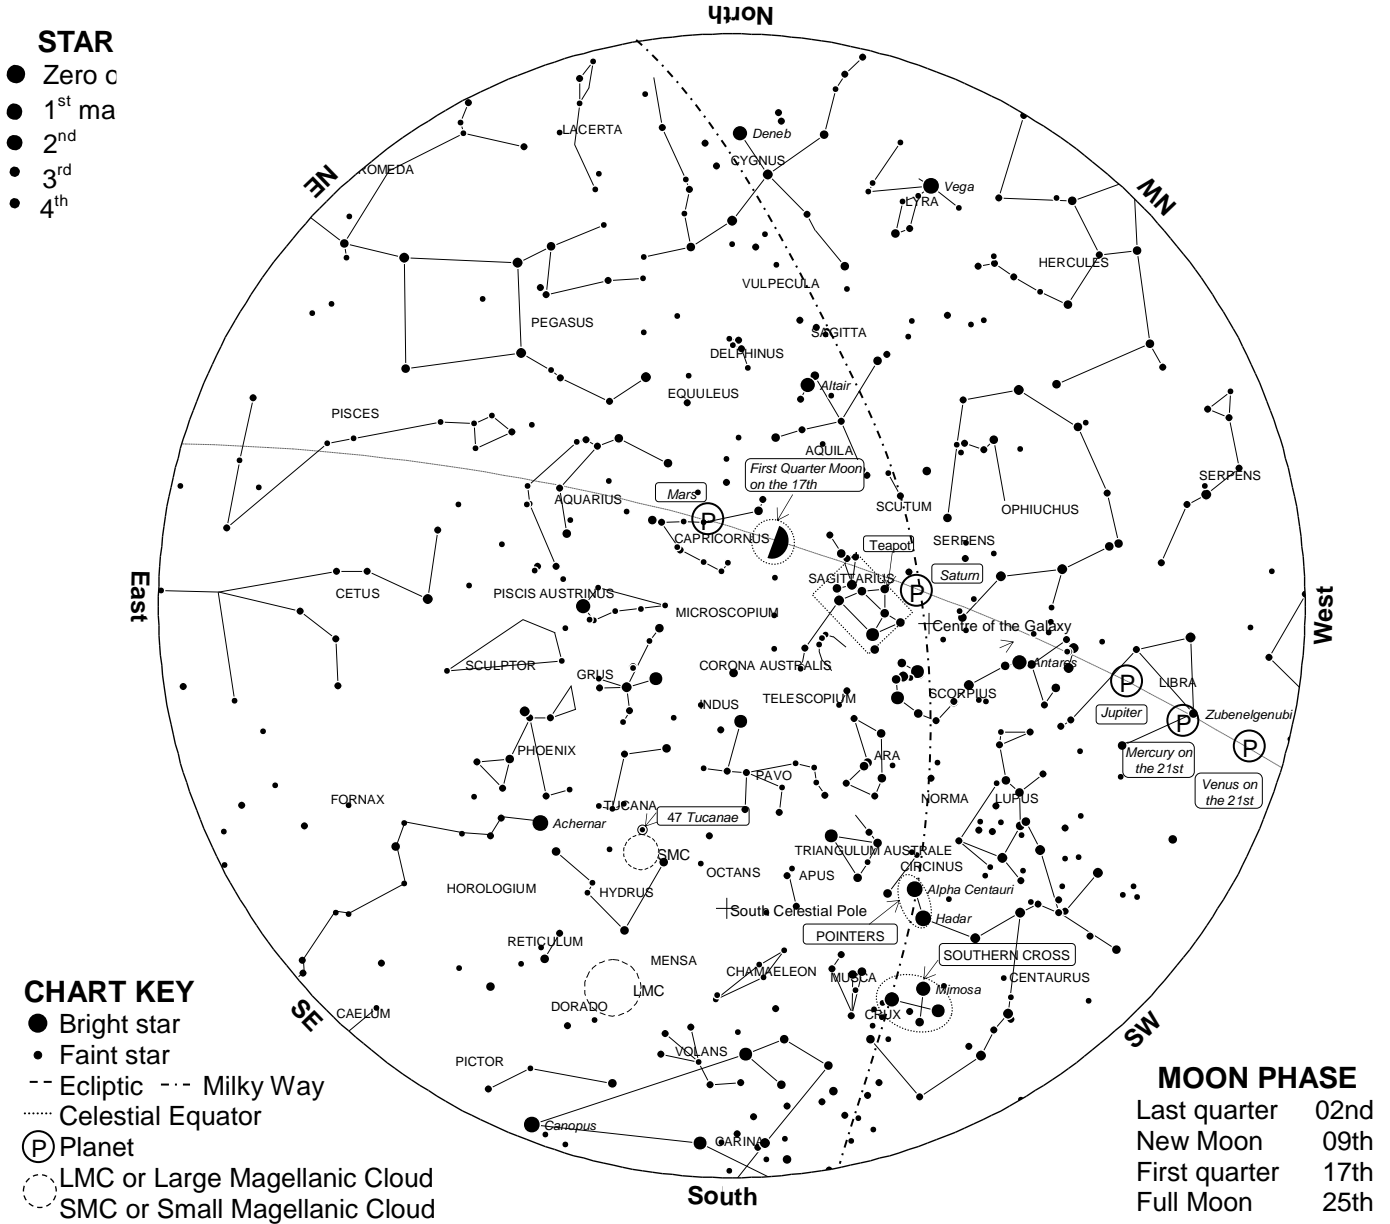 North
STAR
Zero o
1st ma
2nd
3rd
4th
NE
NW
East
West
SE
SW
South
LACERTA
Deneb
CYGNUS
ROMEDA
Vega
LYRA
HERCULES
VULPECULA
PEGASUS
SAGITTA
DELPHINUS
Altair
EQUULEUS
PISCES
AQUILA
First Quarter Moon
on the 17th
SERPENS
Mars
AQUARIUS
SCUTUM
OPHIUCHUS
CAPRICORNUS
Teapot
SERPENS
SAGITTARIUS
Saturn
CETUS
PISCIS AUSTRINUS
MICROSCOPIUM
Centre of the Galaxy
SCULPTOR
GRUS
CORONA AUSTRALIS
Antares
LIBRA
TELESCOPIUM
SCORPIUS
INDUS
Jupiter
Zubenelgenubi
PHOENIX
ARA
Mercury on
the 21st
PAVO
Venus on
the 21st
FORNAX
TUCANA
NORMA
LUPUS
47 Tucanae
Achernar
SMC
TRIANGULUM AUSTRALE
CIRCINUS
OCTANS
APUS
HOROLOGIUM
HYDRUS
Alpha Centauri
South Celestial Pole
Hadar
POINTERS
RETICULUM
SOUTHERN CROSS
MENSA
CHAMAELEON
MUSCA
CENTAURUS
LMC
Mimosa
DORADO
CAELUM
CRUX
VOLANS
PICTOR
Canopus
CARINA
CHART KEY
Bright star
Faint star
Ecliptic
Milky Way
Celestial Equator
P Planet
LMC or Large Magellanic Cloud
SMC or Small Magellanic Cloud
P
P
P
P
P
MOON PHASE
Last quarter 02nd
New Moon 09th
First quarter 17th
Full Moon 25th